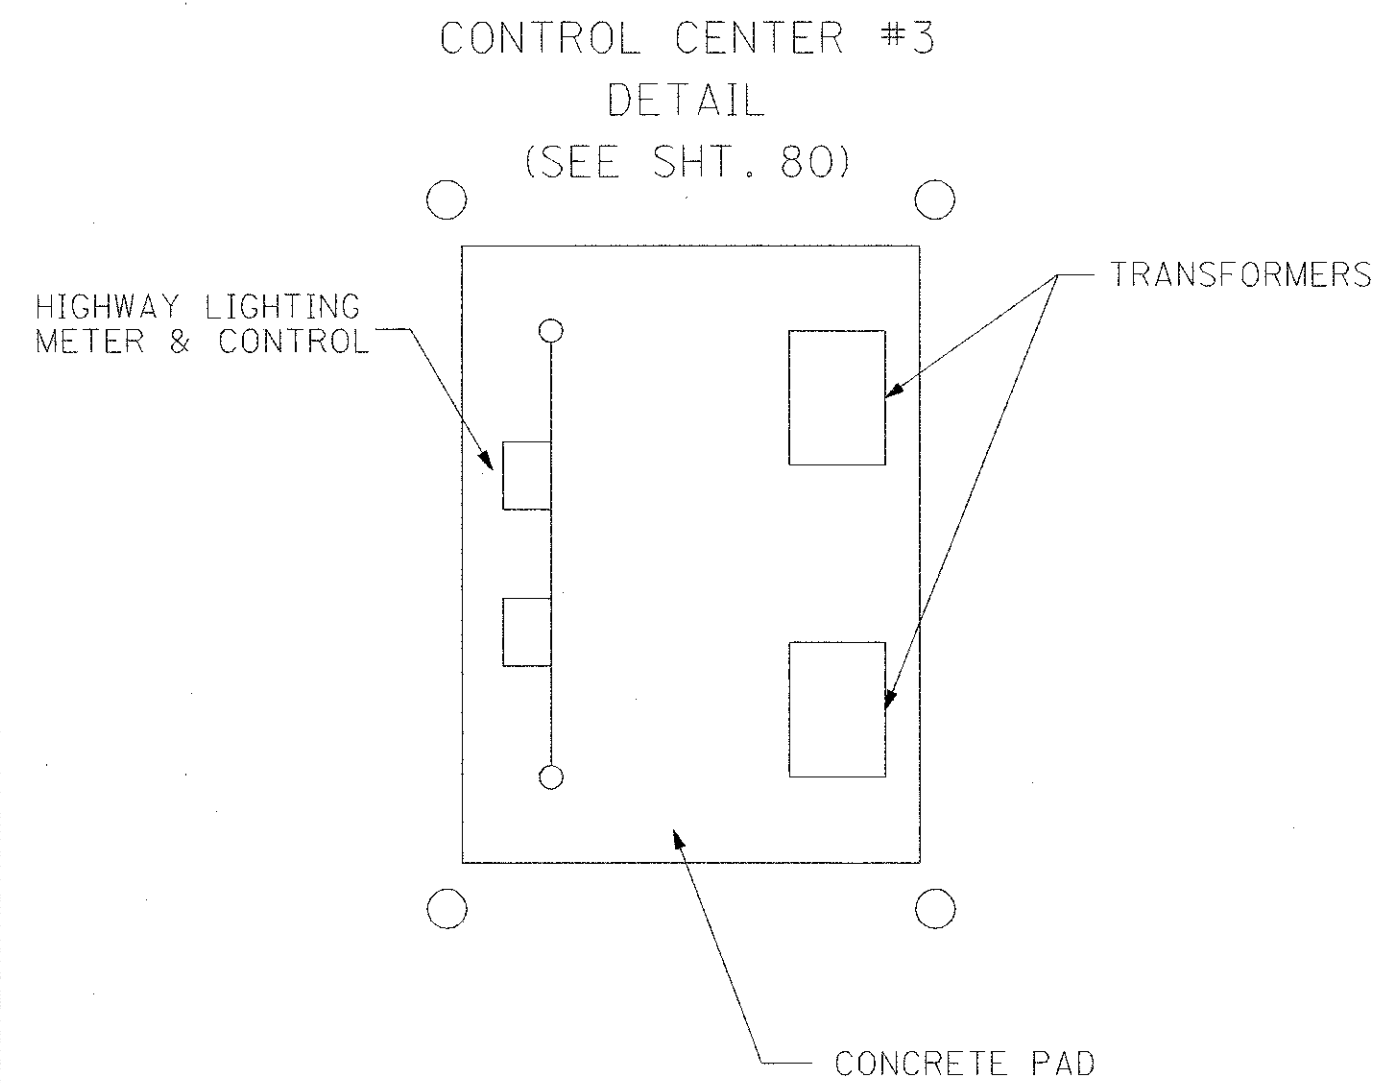 CONTROL CENTER #3
DETAIL
(SEE SHT. 80)
HIGHWAY LIGHTING
METER & CONTROL
TRANSFORMERS
CONCRETE PAD